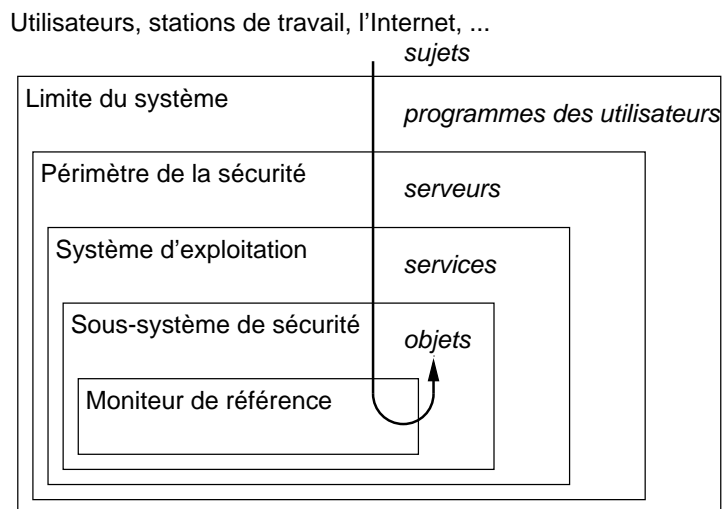 Utilisateurs, stations de travail, l'Internet, ...
sujets
Limite du système
programmes des utilisateurs
Périmètre de la sécurité
serveurs
Système d'exploitation
services
Sous-système de sécurité
objets
Moniteur de référence